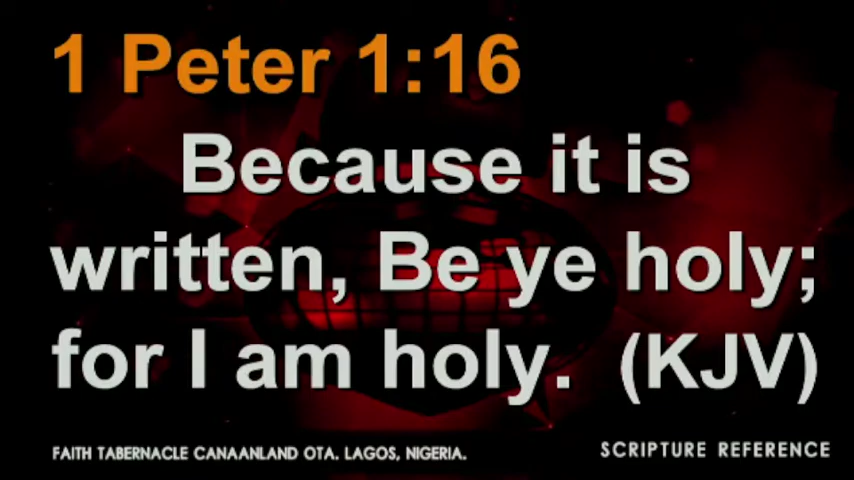 1 Peter 1:16
Because it is
written, Be ye holy;
for I am holy. (KJV)
FAITH TABERNACLE CANAANLAND OTA. LAGOS, NIGERIA.
SCRIPTURE REFERENCE